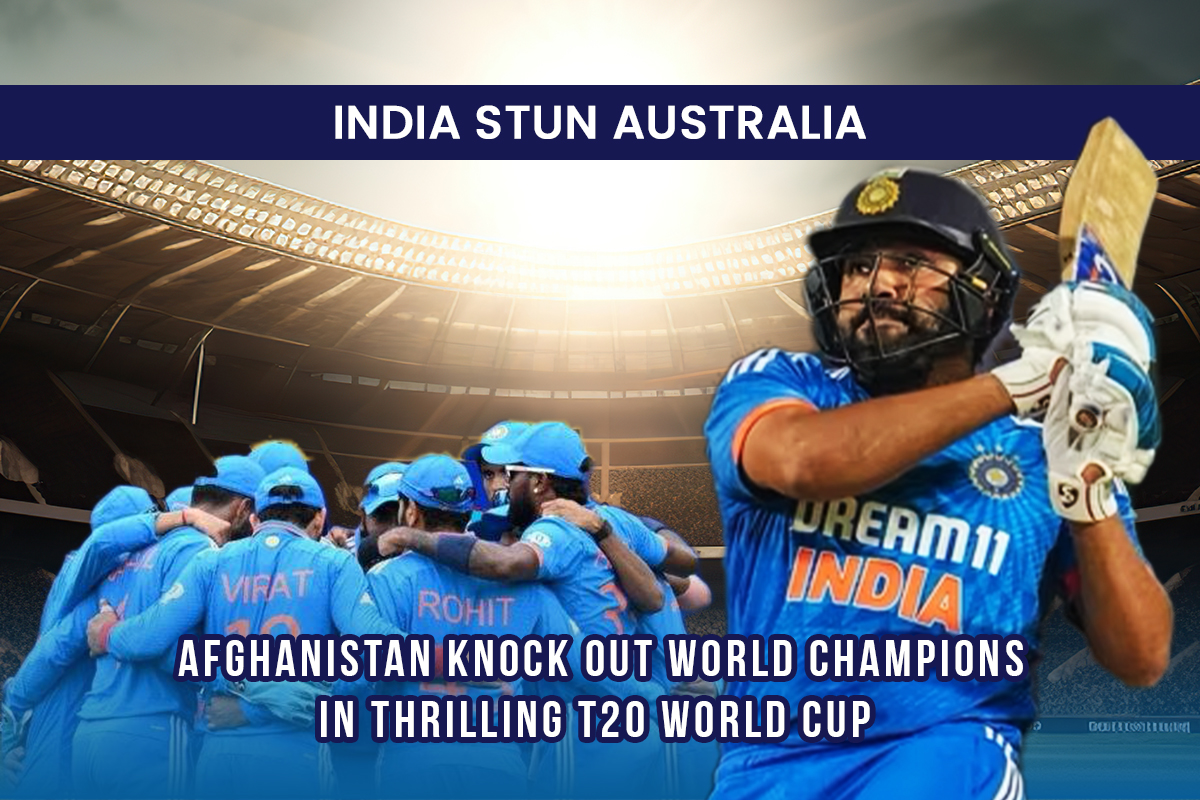 INDIA STUN AUSTRALIA
DREAM11
INDIA
VIRAT
ROHIT
AFGHANISTAN KNOCK OUT WORLD CHAMPIONS
IN THRILLING T20 WORLD CUP